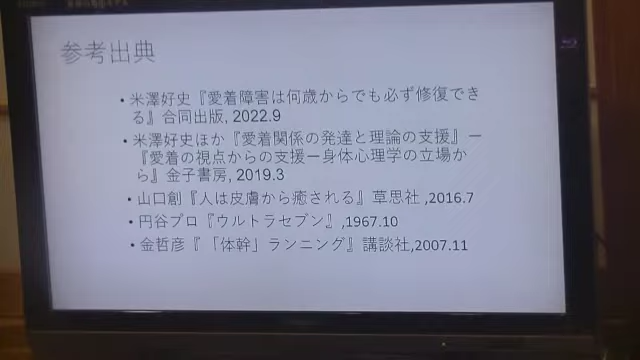 参考出典
• 米澤好史『愛着障害は何歳からでも必ず修復でき
る』合同出版, 2022.9
• 米澤好史ほか『愛着関係の発達と理論の支援』ー
『愛着の視点からの支援ー身体心理学の立場か
ら』金子書房, 2019.3
• 山口創『人は皮膚から癒される』草思社 ,2016.7
• 円谷プロ『ウルトラセブン』,1967.10
• 金哲彦『「体幹」ランニング』講談社,2007.11